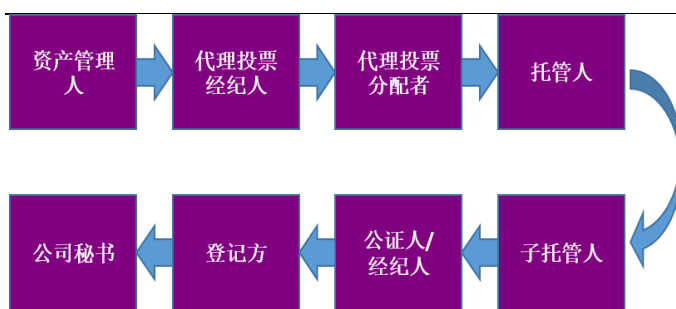 资产管理
人
代理投票
经纪人
代理投票
分配者
托管人
公司秘书
登记方
公证人/
经纪人
子托管人